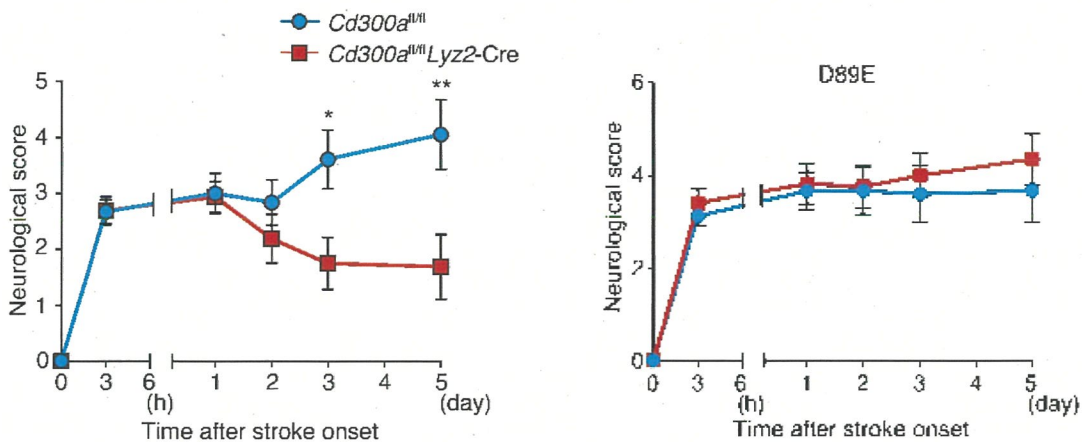 Cd300a^fl/fl
Cd300a^fl/fl Lyz2-Cre
Neurological score
5
4
3
2
1
0
*
**
0 3 6 1 2 3 5
(h) (day)
Time after stroke onset
D89E
Neurological score
6
4
2
0
0 3 6 1 2 3 5
(h) (day)
Time after stroke onset